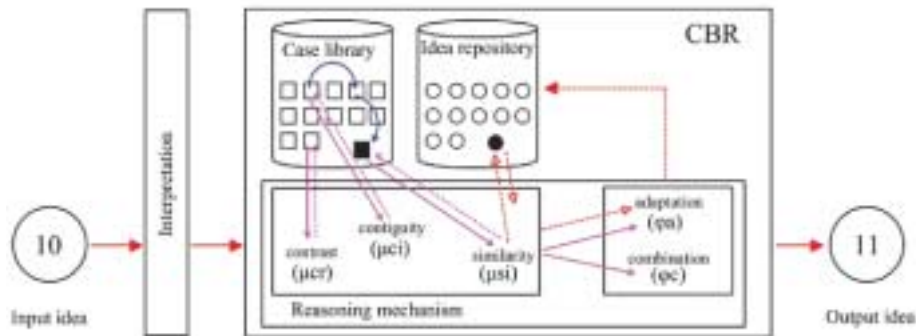 CBR
Case library
Idea repository
Interpretation
10
11
contrast
(μcr)
contiguity
(μci)
similarity
(μsi)
adaptation
(φa)
combination
(φc)
Reasoning mechanism
Input idea
Output idea